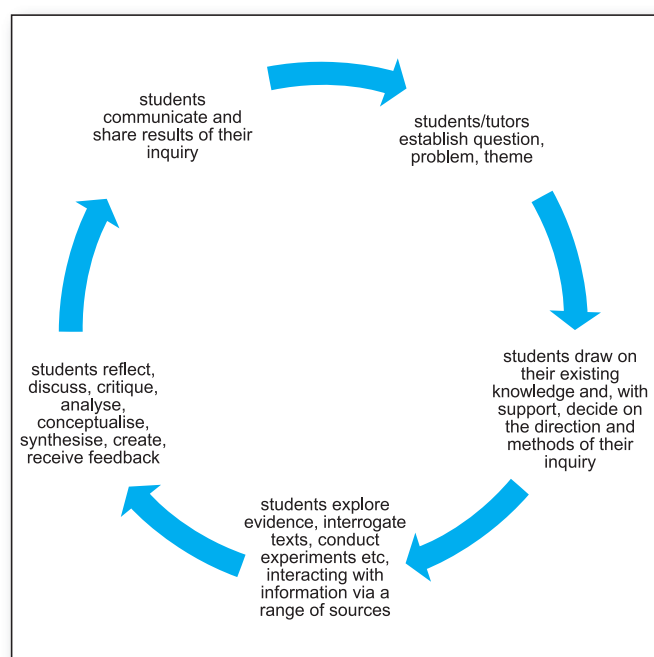 students
communicate and
share results of their
inquiry
students/tutors
establish question,
problem, theme
students draw on
their existing
knowledge and, with
support, decide on
the direction and
methods of their
inquiry
students explore
evidence, interrogate
texts, conduct
experiments etc,
interacting with
information via a
range of sources
students reflect,
discuss, critique,
analyse,
conceptualise,
synthesise, create,
receive feedback